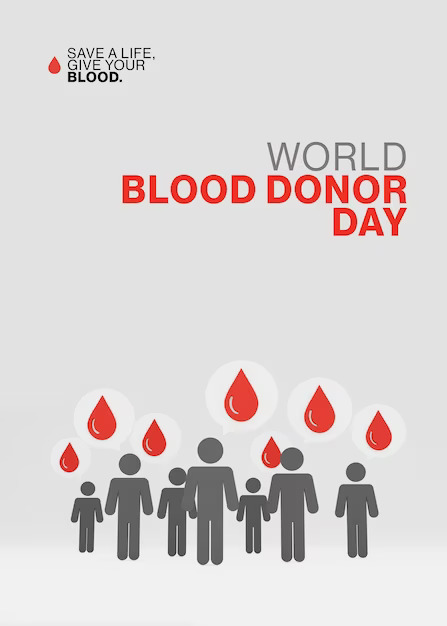 SAVE A LIFE,
GIVE YOUR
BLOOD.
WORLD
BLOOD DONOR
DAY